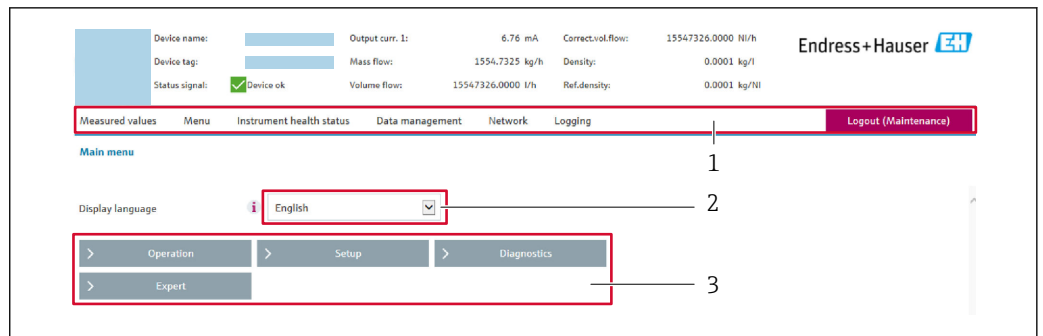 Device name: Output curr. 1: 6.76 mA Correct.vol.flow: 15547326.0000 Nl/h
Endress+Hauser EH
Device tag: Mass flow: 1554.7325 kg/h Density: 0.0001 kg/l
Status signal: Device ok Volume flow: 15547326.0000 l/h Ref.density: 0.0001 kg/Nl
Measured values Menu Instrument health status Data management Network Logging Logout (Maintenance)
1
Main menu
Display language i English 2
Operation Setup Diagnostics
Expert 3